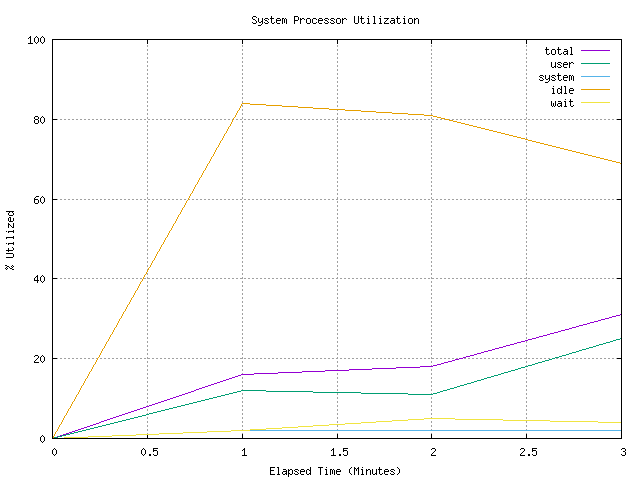 System Processor Utilization
100
80
60
40
20
0
% Utilized
total
user
system
idle
wait
0 0.5 1 1.5 2 2.5 3
Elapsed Time (Minutes)